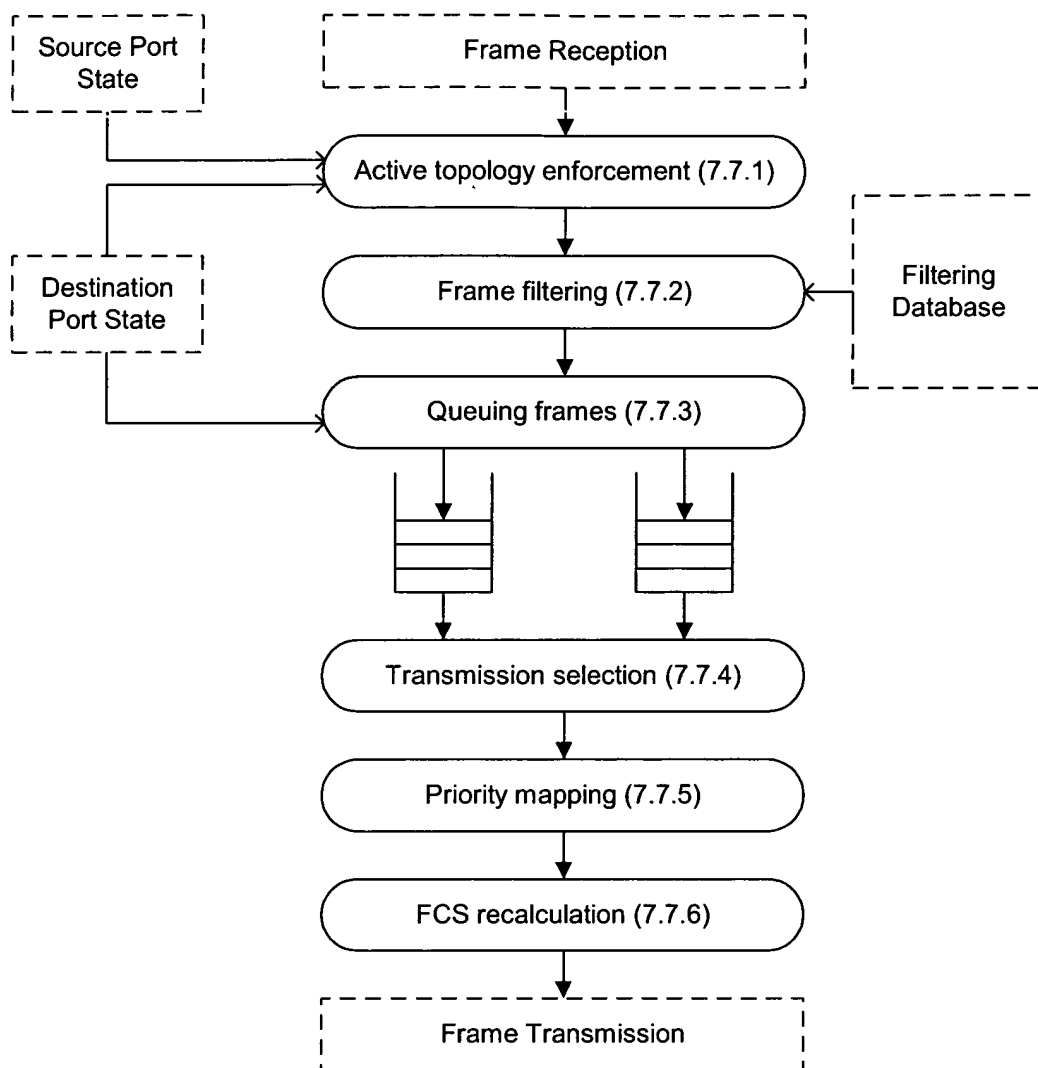 Source Port
State
Frame Reception
Active topology enforcement (7.7.1)
Destination
Port State
Frame filtering (7.7.2)
Filtering
Database
Queuing frames (7.7.3)
Transmission selection (7.7.4)
Priority mapping (7.7.5)
FCS recalculation (7.7.6)
Frame Transmission